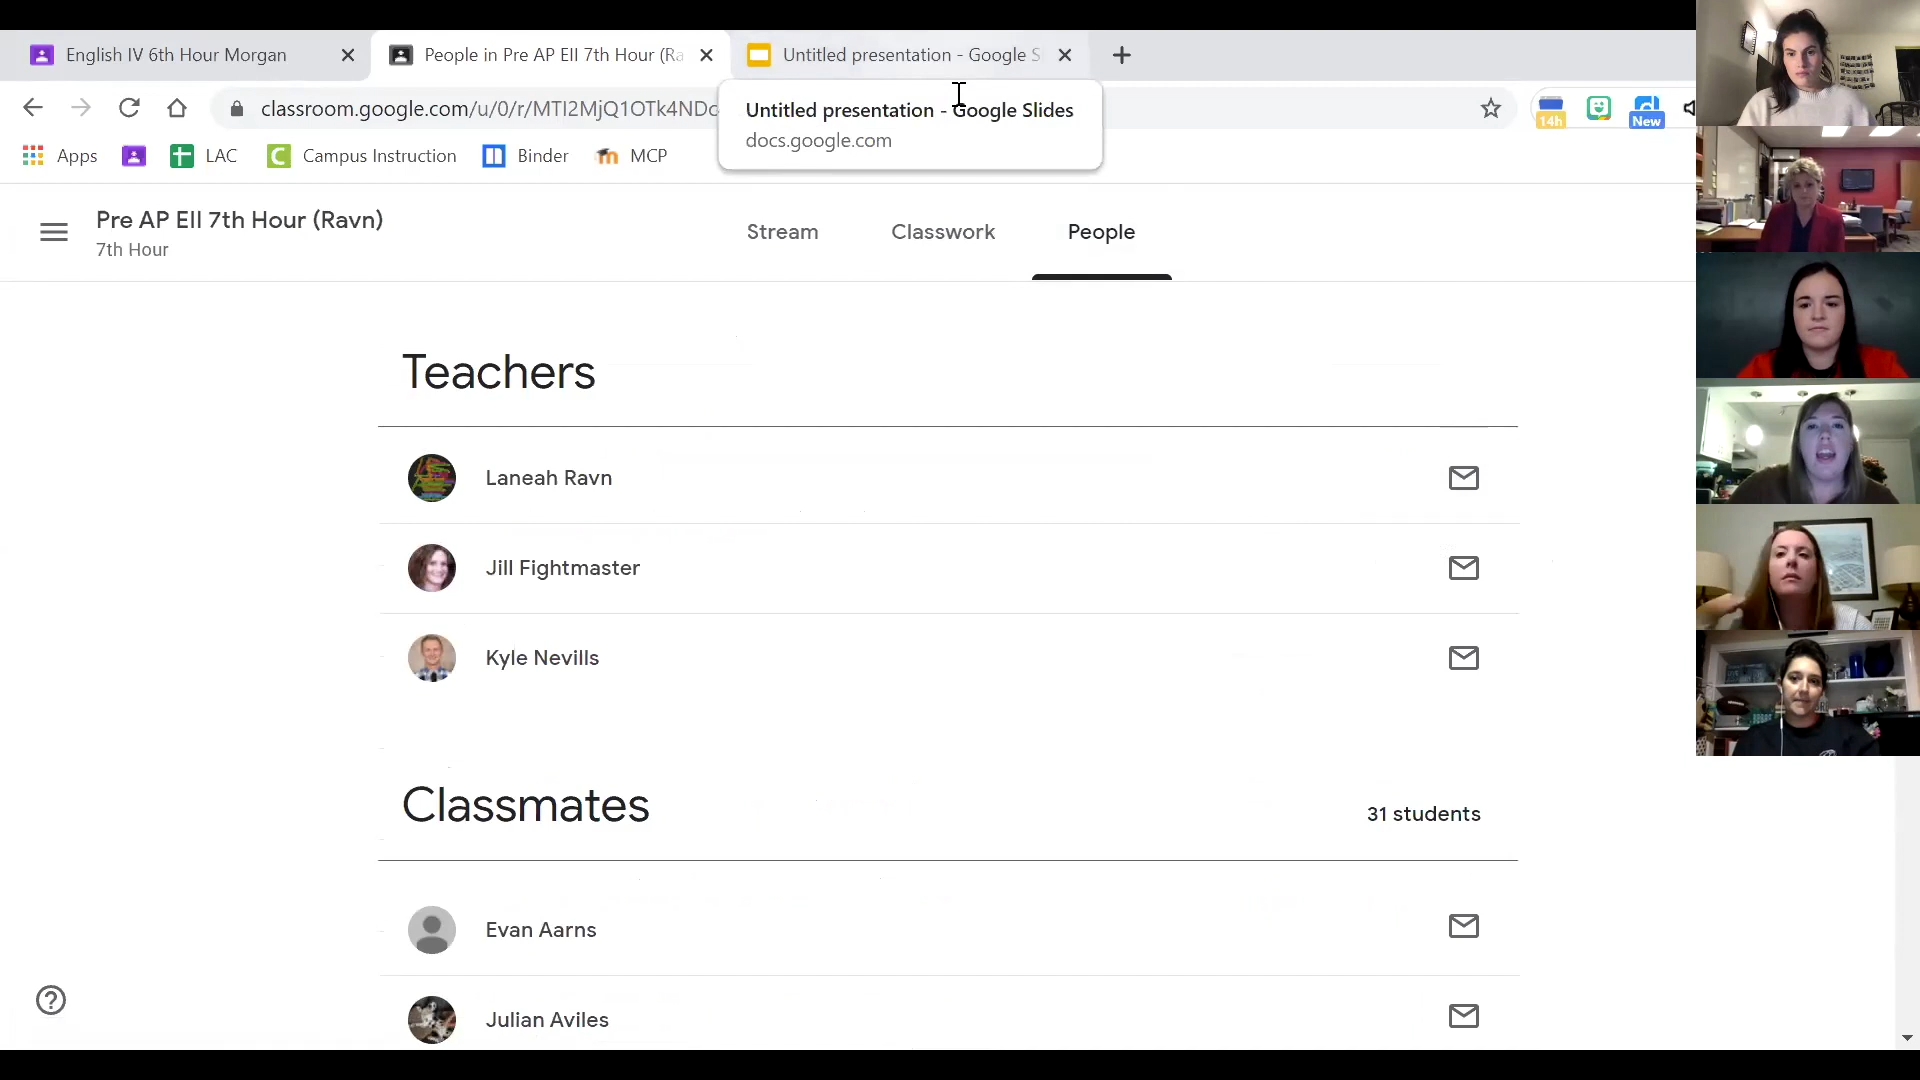 English IV 6th Hour Morgan
People in Pre AP EII 7th Hour (Ra
Untitled presentation - Google S
classroom.google.com/u/0/r/MTI2MjQ1OTk4NDc
Untitled presentation - Google Slides
docs.google.com
14h
New
Apps
LAC
Campus Instruction
Binder
MCP
Pre AP EII 7th Hour (Ravn)
7th Hour
Stream
Classwork
People
Teachers
Laneah Ravn
Jill Fightmaster
Kyle Nevills
Classmates
31 students
Evan Aarns
Julian Aviles